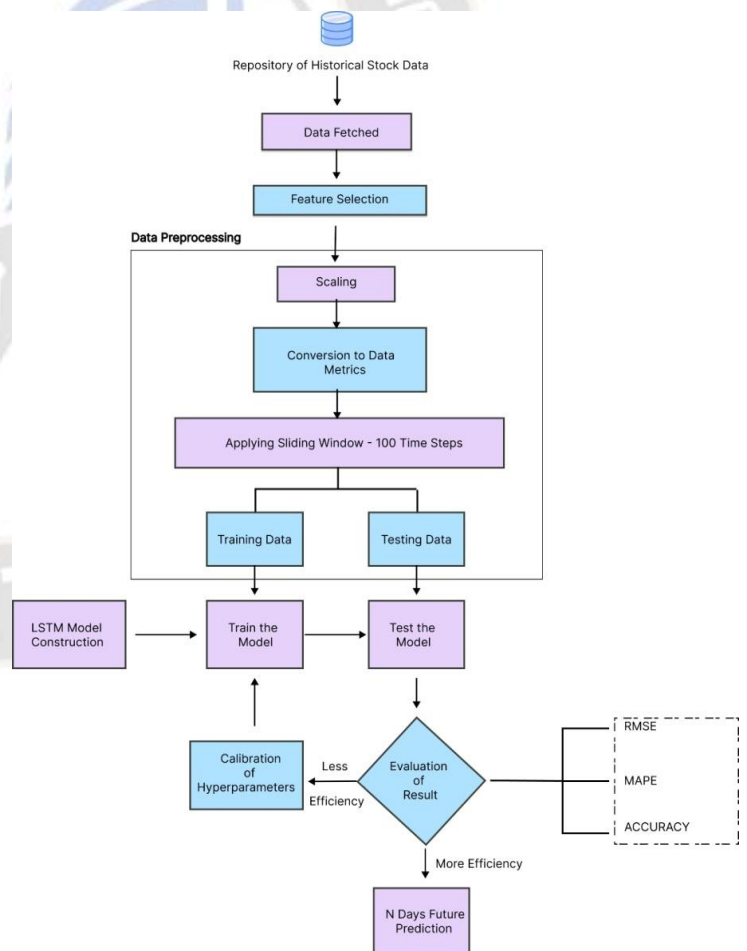 Repository of Historical Stock Data
Data Fetched
Feature Selection
Data Preprocessing
Scaling
Conversion to Data
Metrics
Applying Sliding Window - 100 Time Steps
Training Data
Testing Data
LSTM Model
Construction
Train the
Model
Test the
Model
Calibration
of
Hyperparameters
Less
Efficiency
Evaluation
of
Result
RMSE
MAPE
ACCURACY
More Efficiency
N Days Future
Prediction